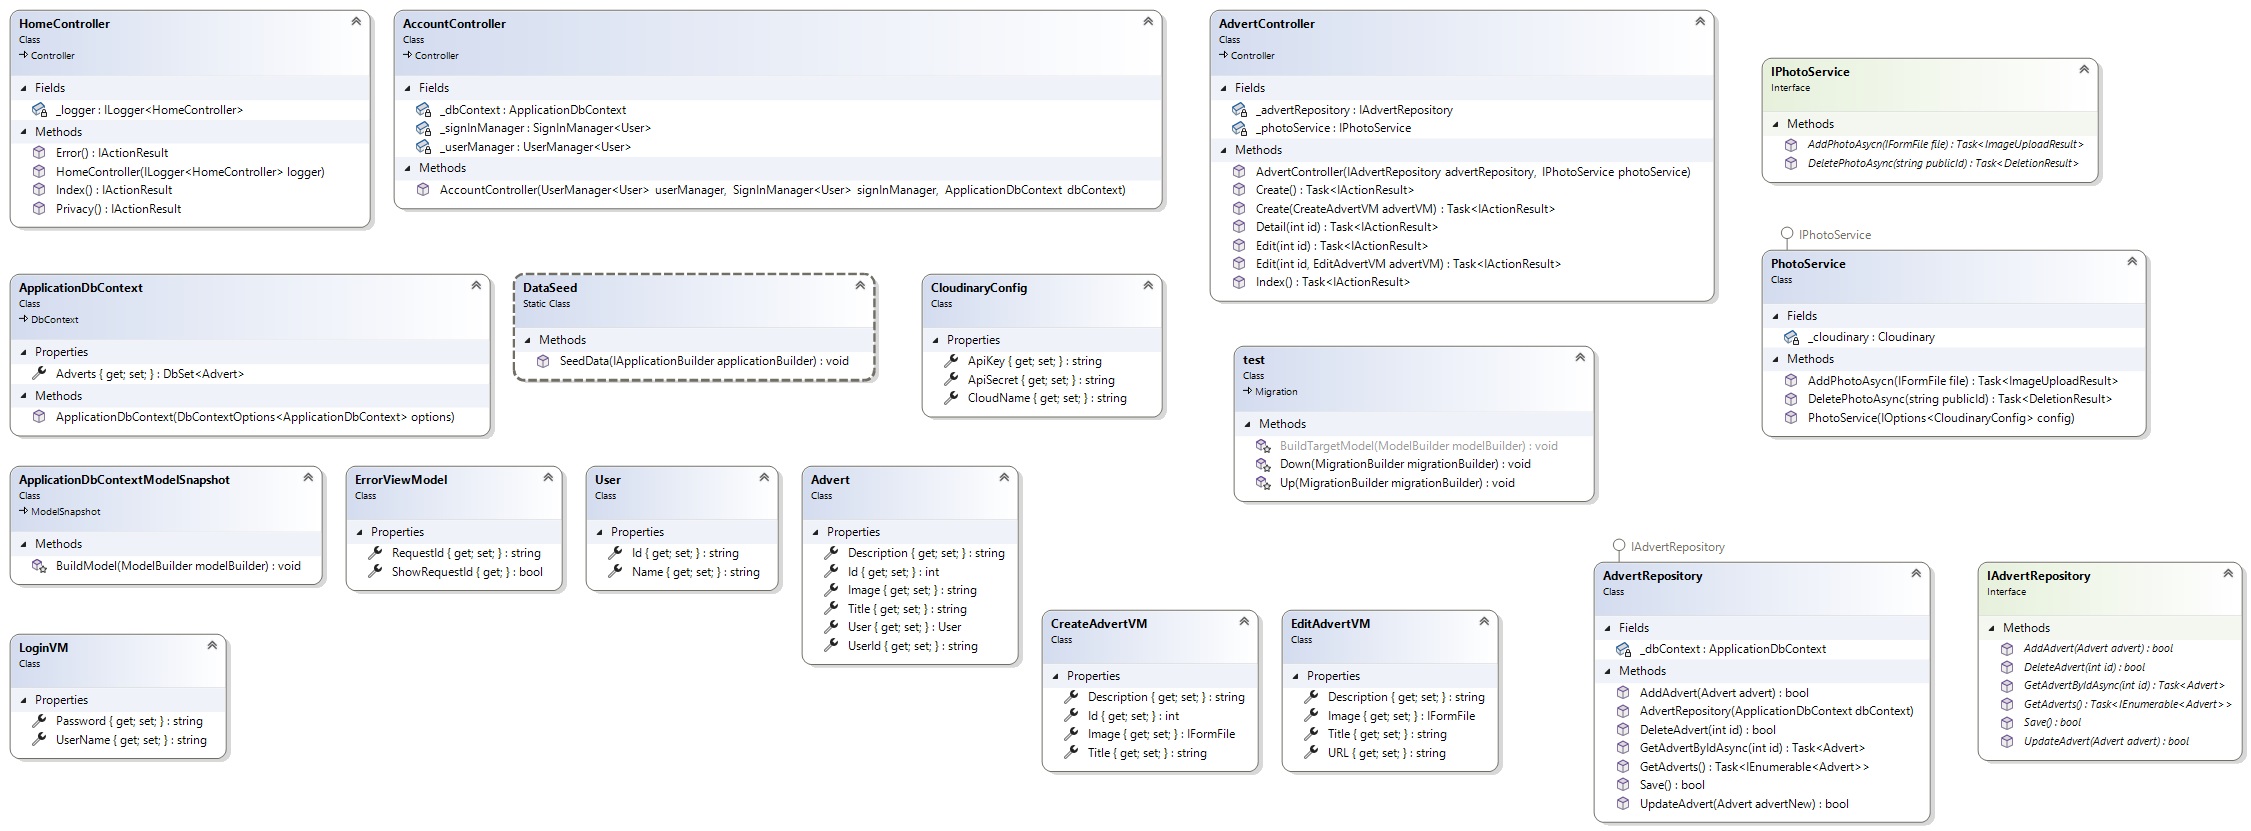 HomeController
Class
Controller
Fields
_logger : ILogger<HomeController>
Methods
Error() : IActionResult
HomeController(ILogger<HomeController> logger)
Index() : IActionResult
Privacy() : IActionResult
AccountController
Class
Controller
Fields
_dbContext : ApplicationDbContext
_signInManager : SignInManager<User>
_userManager : UserManager<User>
Methods
AccountController(UserManager<User> userManager, SignInManager<User> signInManager, ApplicationDbContext dbContext)
AdvertController
Class
Controller
Fields
_advertRepository : IAdvertRepository
_photoService : IPhotoService
Methods
AdvertController(IAdvertRepository advertRepository, IPhotoService photoService)
Create() : Task<IActionResult>
Create(CreateAdvertVM advertVM) : Task<IActionResult>
Detail(int id) : Task<IActionResult>
Edit(int id) : Task<IActionResult>
Edit(int id, EditAdvertVM advertVM) : Task<IActionResult>
Index() : Task<IActionResult>
IPhotoService
Interface
Methods
AddPhotoAsycn(IFormFile file) : Task<ImageUploadResult>
DeletePhotoAsync(string publicId) : Task<DeletionResult>
ApplicationDbContext
Class
DbContext
Properties
Adverts { get; set; } : DbSet<Advert>
Methods
ApplicationDbContext(DbContextOptions<ApplicationDbContext> options)
DataSeed
Static Class
Methods
SeedData(IApplicationBuilder applicationBuilder) : void
CloudinaryConfig
Class
Properties
ApiKey { get; set; } : string
ApiSecret { get; set; } : string
CloudName { get; set; } : string
IPhotoService
PhotoService
Class
Fields
_cloudinary : Cloudinary
Methods
AddPhotoAsycn(IFormFile file) : Task<ImageUploadResult>
DeletePhotoAsync(string publicId) : Task<DeletionResult>
PhotoService(IOptions<CloudinaryConfig> config)
test
Class
Migration
Methods
BuildTargetModel(ModelBuilder modelBuilder) : void
Down(MigrationBuilder migrationBuilder) : void
Up(MigrationBuilder migrationBuilder) : void
ApplicationDbContextModelSnapshot
Class
ModelSnapshot
Methods
BuildModel(ModelBuilder modelBuilder) : void
ErrorViewModel
Class
Properties
RequestId { get; set; } : string
ShowRequestId { get; } : bool
User
Class
Properties
Id { get; set; } : string
Name { get; set; } : string
Advert
Class
Properties
Description { get; set; } : string
Id { get; set; } : int
Image { get; set; } : string
Title { get; set; } : string
User { get; set; } : User
UserId { get; set; } : string
LoginVM
Class
Properties
Password { get; set; } : string
UserName { get; set; } : string
CreateAdvertVM
Class
Properties
Description { get; set; } : string
Id { get; set; } : int
Image { get; set; } : IFormFile
Title { get; set; } : string
EditAdvertVM
Class
Properties
Description { get; set; } : string
Image { get; set; } : IFormFile
Title { get; set; } : string
URL { get; set; } : string
IAdvertRepository
AdvertRepository
Class
Fields
_dbContext : ApplicationDbContext
Methods
AddAdvert(Advert advert) : bool
AdvertRepository(ApplicationDbContext dbContext)
DeleteAdvert(int id) : bool
GetAdvertByIdAsync(int id) : Task<Advert>
GetAdverts() : Task<IEnumerable<Advert>>
Save() : bool
UpdateAdvert(Advert advertNew) : bool
IAdvertRepository
Interface
Methods
AddAdvert(Advert advert) : bool
DeleteAdvert(int id) : bool
GetAdvertByIdAsync(int id) : Task<Advert>
GetAdverts() : Task<IEnumerable<Advert>>
Save() : bool
UpdateAdvert(Advert advert) : bool